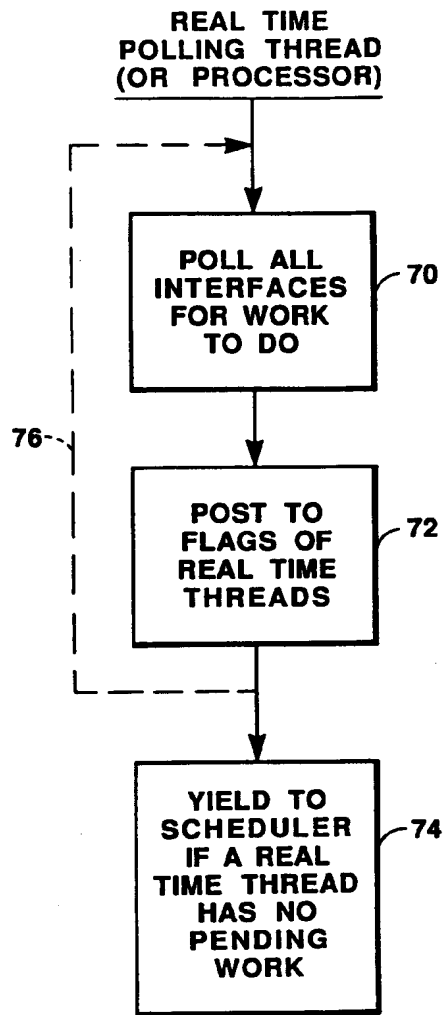 REAL TIME
POLLING THREAD
(OR PROCESSOR)
POLL ALL
INTERFACES
FOR WORK
TO DO
70
76
POST TO
FLAGS OF
REAL TIME
THREADS
72
YIELD TO
SCHEDULER
IF A REAL
TIME THREAD
HAS NO
PENDING
WORK
74